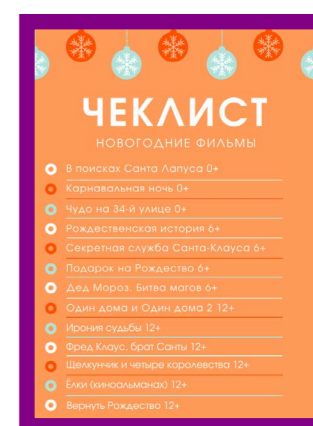 ЧЕКЛИСТ
НОВОГОДНИЕ ФИЛЬМЫ
В поисках Санта Лапуса 0+
Карнавальная ночь 0+
Чудо на 34-й улице 0+
Рождественская история 6+
Секретная служба Санта-Клауса 6+
Подарок на Рождество 6+
Дед Мороз. Битва магов 6+
Один дома и Один дома 2 12+
Ирония судьбы 12+
Фред Клаус, брат Санты 12+
Щелкунчик и четыре королевства 12+
Ёлки (киноальманах) 12+
Вернуть Рождество 12+